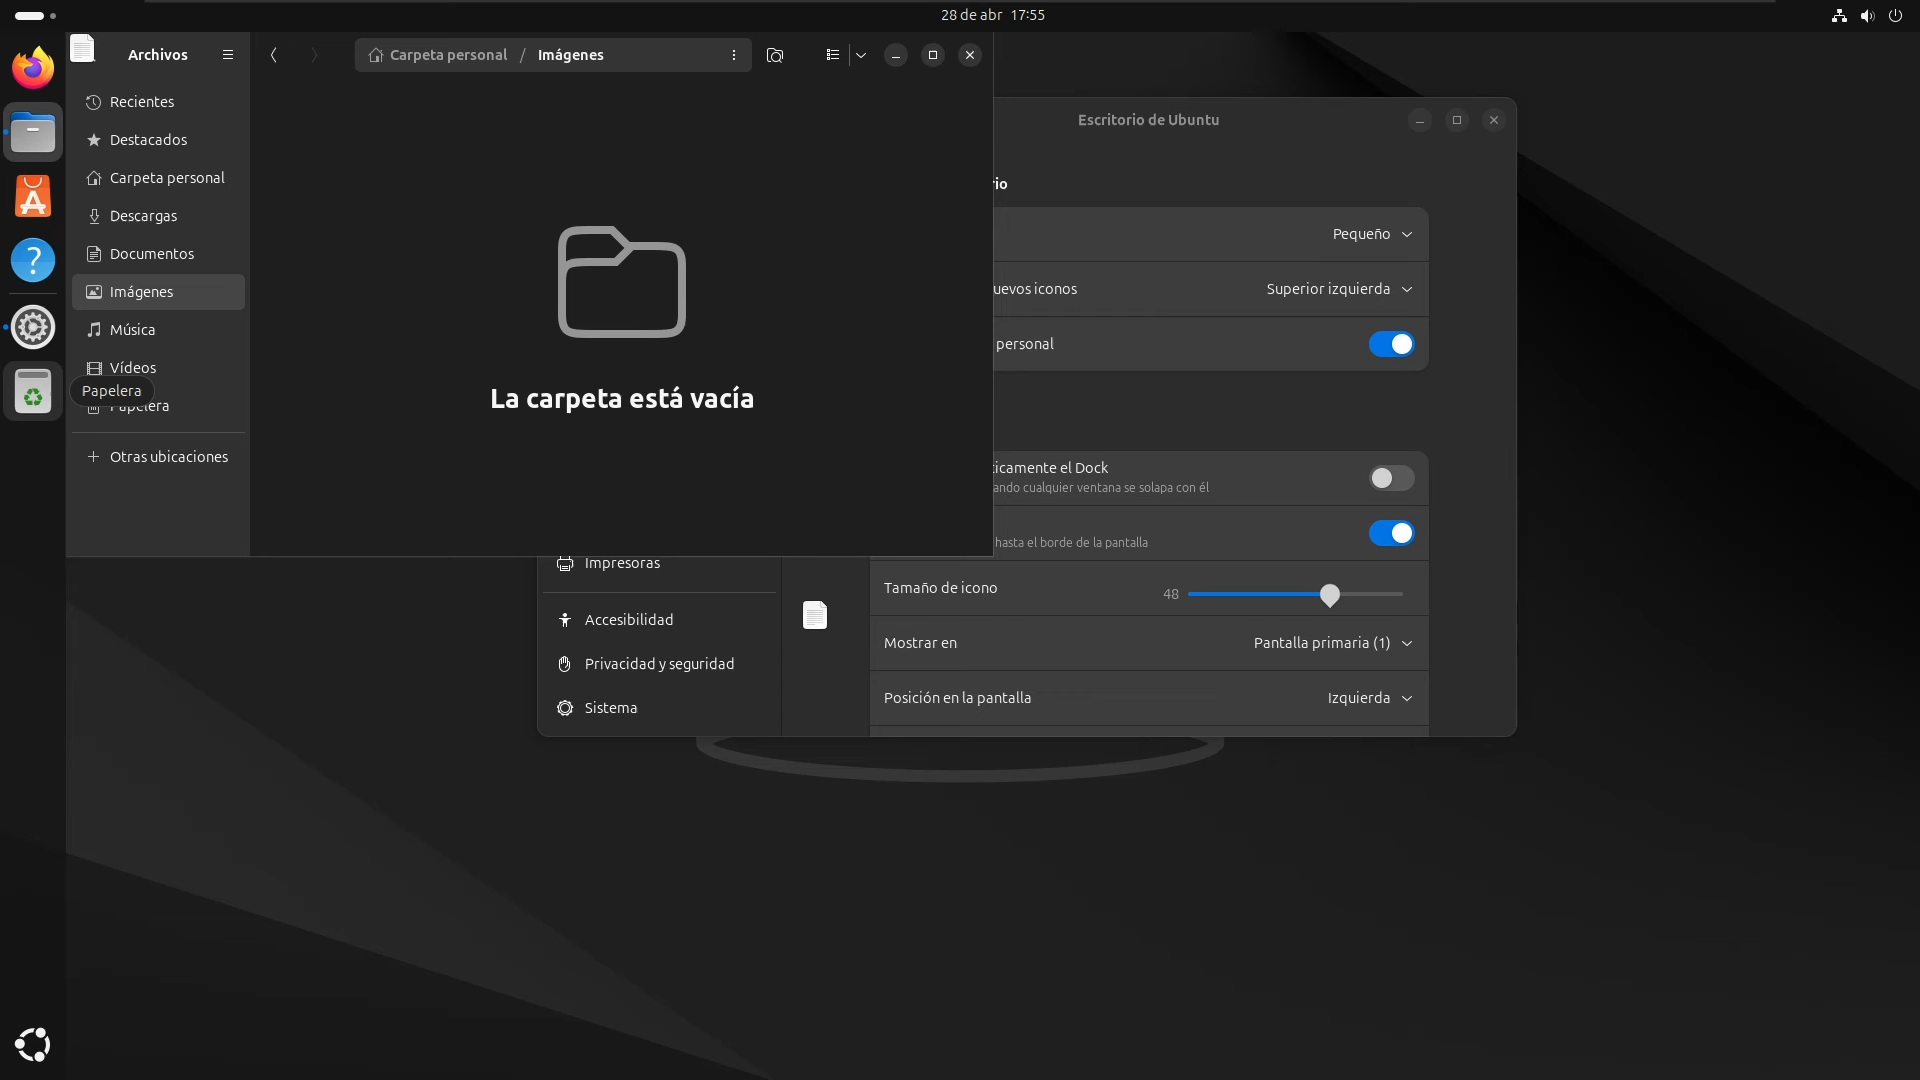 28 de abr 17:55
Archivos
Carpeta personal / Imágenes
Recientes
Destacados
Carpeta personal
Descargas
Documentos
Imágenes
Música
Vídeos
Papelera
Papelera
Otras ubicaciones
La carpeta está vacía
Escritorio de Ubuntu
rio
Pequeño
uevos iconos
Superior izquierda
personal
ticamente el Dock
ando cualquier ventana se solapa con él
hasta el borde de la pantalla
Impresoras
Accesibilidad
Privacidad y seguridad
Sistema
Tamaño de icono
48
Mostrar en
Pantalla primaria (1)
Posición en la pantalla
Izquierda